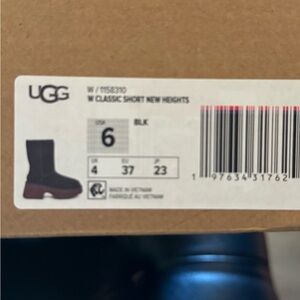 UGG
W / 1158310
W CLASSIC SHORT NEW HEIGHTS
USA
6
BLK
UK
EU
JP
4
37
23
MADE IN VIETNAM
FABRIQUÉ AU VIETNAM
1 97634 31762